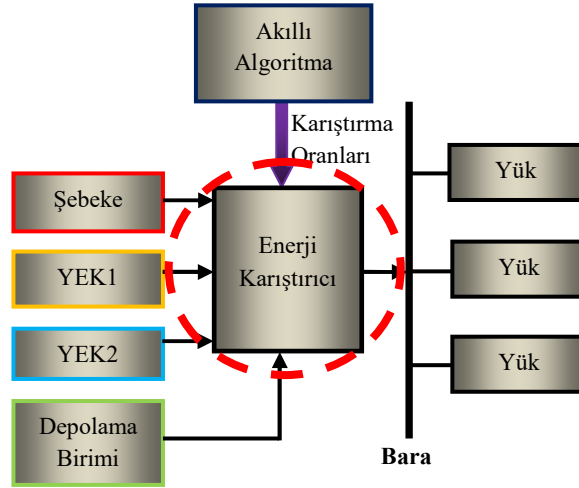 Akıllı
Algoritma
Karıştırma
Oranları
Şebeke
YEK1
YEK2
Depolama
Birimi
Enerji
Karıştırıcı
Yük
Yük
Yük
Bara